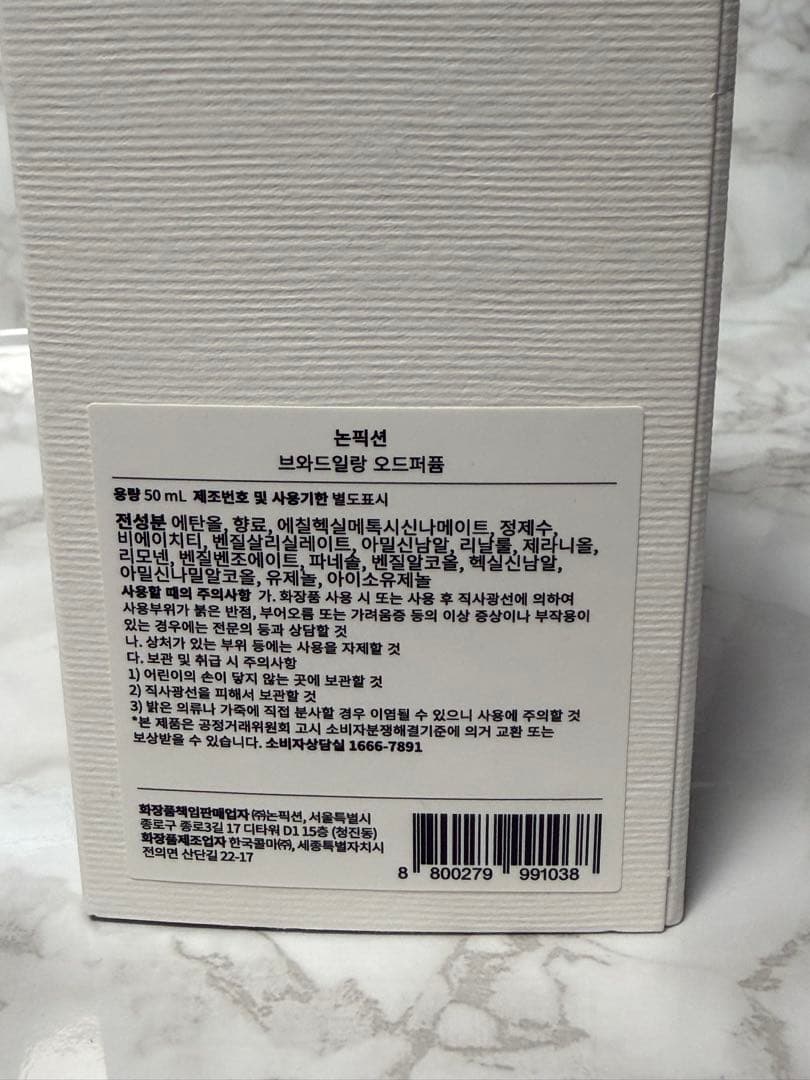 논픽션
브와드일랑 오드퍼퓸
용량 50 mL 제조번호 및 사용기한 별도표시
전성분 에탄올, 향료, 에칠헥실메톡시신나메이트, 정제수,
비에이치티, 벤질살리실레이트, 아밀신남알, 리날룰, 제라니올,
리모넨, 벤질벤조에이트, 파네솔, 벤질알코올, 헥실신남알,
아밀신나밀알코올, 유제놀, 아이소유제놀
사용할 때의 주의사항 가. 화장품 사용 시 또는 사용 후 직사광선에 의하여
사용부위가 붉은 반점, 부어오름 또는 가려움증 등의 이상 증상이나 부작용이
있는 경우에는 전문의 등과 상담할 것
나. 상처가 있는 부위 등에는 사용을 자제할 것
다. 보관 및 취급 시 주의사항
1) 어린이의 손이 닿지 않는 곳에 보관할 것
2) 직사광선을 피해서 보관할 것
3) 밝은 의류나 가죽에 직접 분사할 경우 이염될 수 있으니 사용에 주의할 것
*본 제품은 공정거래위원회 고시 소비자분쟁해결기준에 의거 교환 또는
보상받을 수 있습니다. 소비자상담실 1666-7891
화장품책임판매업자 ㈜논픽션, 서울특별시
종로구 종로3길 17 디타워 D1 15층 (청진동)
화장품제조업자 한국콜마㈜, 세종특별자치시
전의면 산단길 22-17
8 800279 991038